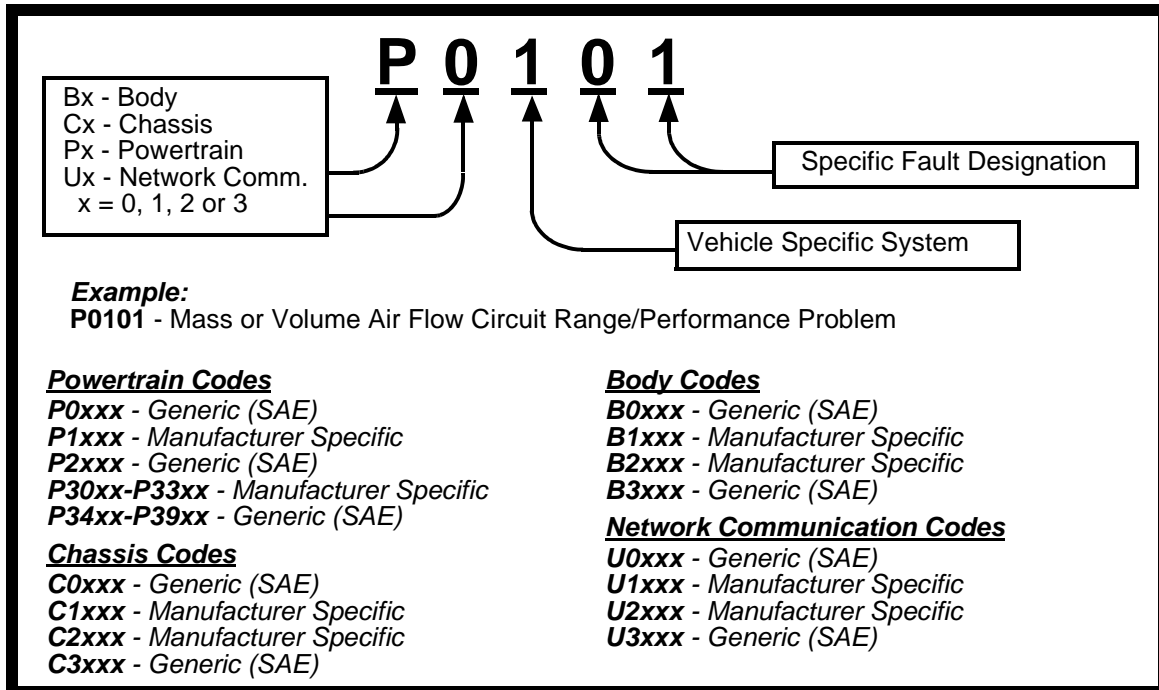 P 0 1 0 1
Bx - Body
Cx - Chassis
Px - Powertrain
Ux - Network Comm.
x = 0, 1, 2 or 3
Specific Fault Designation
Vehicle Specific System
Example:
P0101 - Mass or Volume Air Flow Circuit Range/Performance Problem
Powertrain Codes
P0xxx - Generic (SAE)
P1xxx - Manufacturer Specific
P2xxx - Generic (SAE)
P30xx-P33xx - Manufacturer Specific
P34xx-P39xx - Generic (SAE)
Chassis Codes
C0xxx - Generic (SAE)
C1xxx - Manufacturer Specific
C2xxx - Manufacturer Specific
C3xxx - Generic (SAE)
Body Codes
B0xxx - Generic (SAE)
B1xxx - Manufacturer Specific
B2xxx - Manufacturer Specific
B3xxx - Generic (SAE)
Network Communication Codes
U0xxx - Generic (SAE)
U1xxx - Manufacturer Specific
U2xxx - Manufacturer Specific
U3xxx - Generic (SAE)